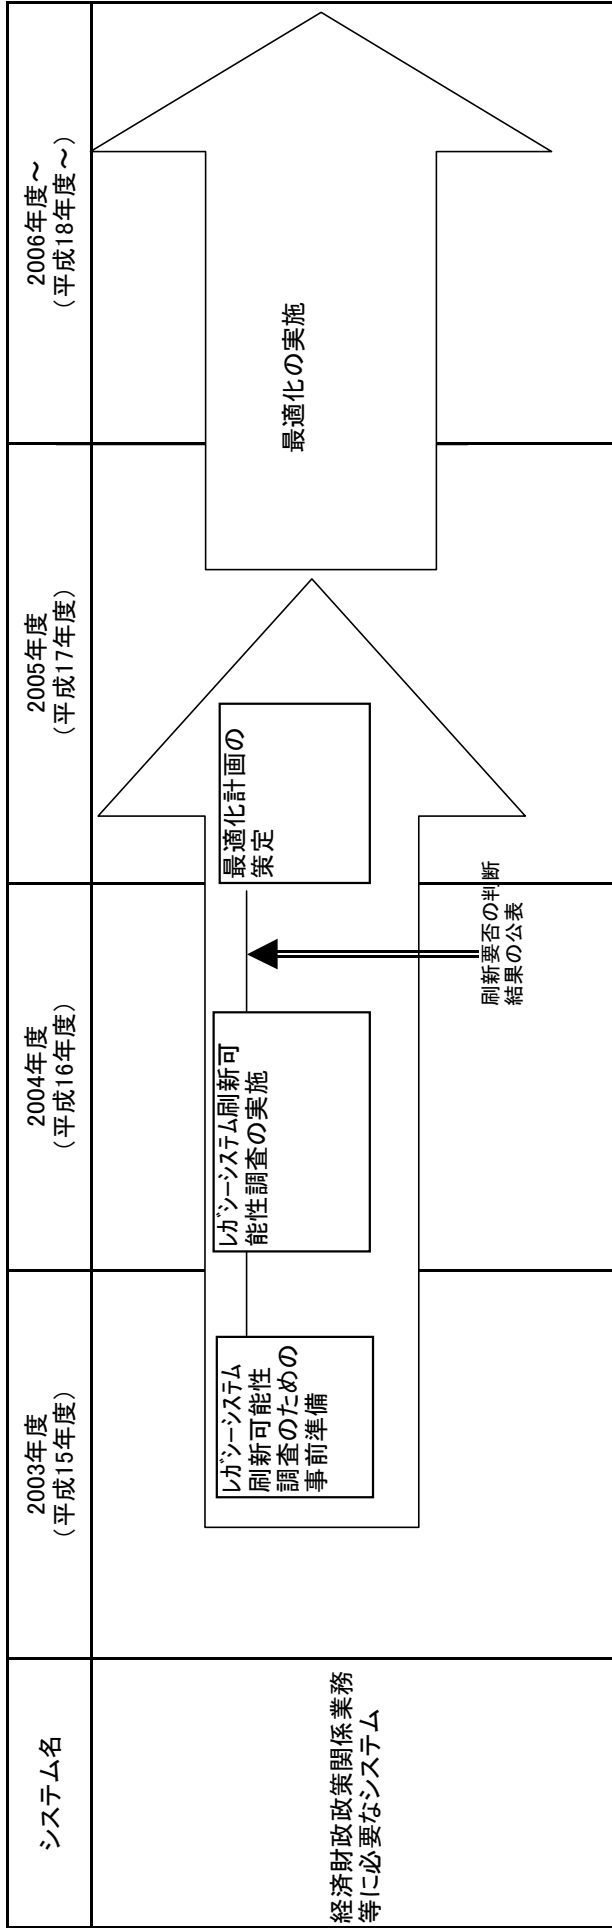 システム名
2003年度
（平成15年度）
2004年度
（平成16年度）
2005年度
（平成17年度）
2006年度～
（平成18年度～）
経済財政政策関係業務
等に必要なシステム
ﾚｶﾞｼｰｼｽﾃﾑ
刷新可能性
調査のための
事前準備
ﾚｶﾞｼｰｼｽﾃﾑ刷新可
能性調査の実施
刷新要否の判断
結果の公表
最適化計画の
策定
最適化の実施